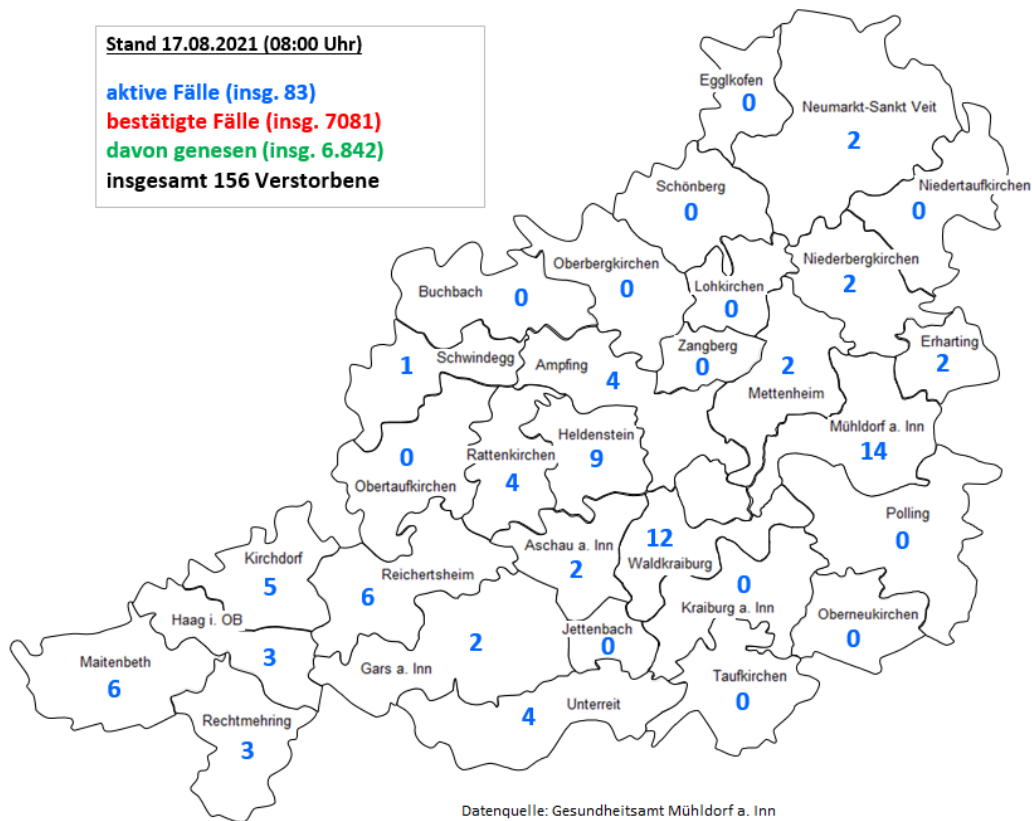 Stand 17.08.2021 (08:00 Uhr)
aktive Fälle (insg. 83)
bestätigte Fälle (insg. 7081)
davon genesen (insg. 6.842)
insgesamt 156 Verstorbene
Egglkofen
0
Neumarkt-Sankt Veit
2
Schönberg
0
Niedertaufkirchen
0
Oberbergkirchen
0
Niederbergkirchen
2
Buchbach
0
Lohkirchen
0
Schwindegg
1
Ampfing
4
Zangberg
0
2
Mettenheim
Erharting
2
Mühldorf a. Inn
14
Heldenstein
9
Rattenkirchen
4
0
Obertaufkirchen
Polling
0
Kirchdorf
5
Reichertsheim
6
Aschau a. Inn
2
12
Waldkraiburg
0
Kraiburg a. Inn
Oberneukirchen
0
Haag i. OB
3
Jettenbach
0
2
Gars a. Inn
Maitenbeth
6
Taufkirchen
0
Unterreit
4
Rechtmehring
3
Datenquelle: Gesundheitsamt Mühldorf a. Inn